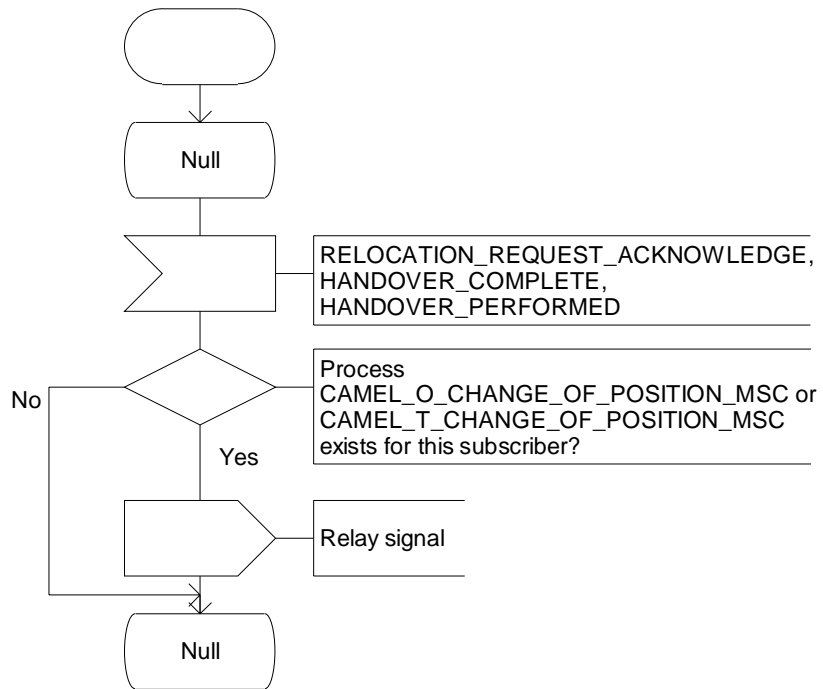 Null
RELOCATION_REQUEST_ACKNOWLEDGE,
HANDOVER_COMPLETE,
HANDOVER_PERFORMED
Process
CAMEL_O_CHANGE_OF_POSITION_MSC or
CAMEL_T_CHANGE_OF_POSITION_MSC
exists for this subscriber?
No
Yes
Relay signal
Null